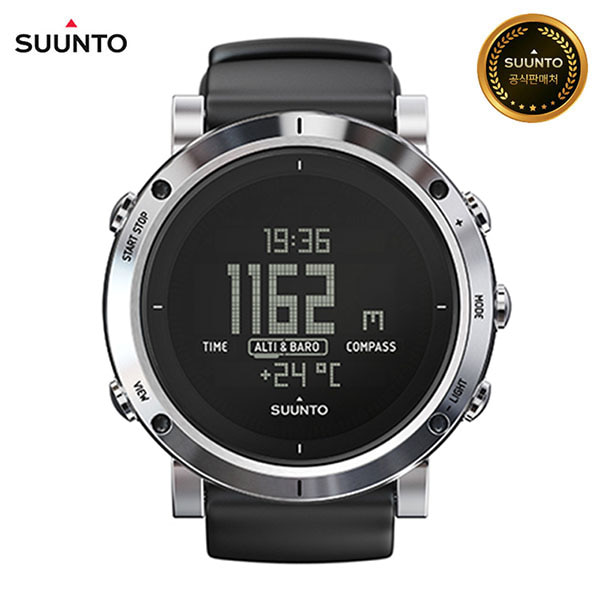 SUUNTO
SUUNTO
공식판매처
START STOP
+
19:36
1162 m
TIME ALTI & BARO COMPASS
+24 °C
SUUNTO
MODE
VIEW
- LIGHT